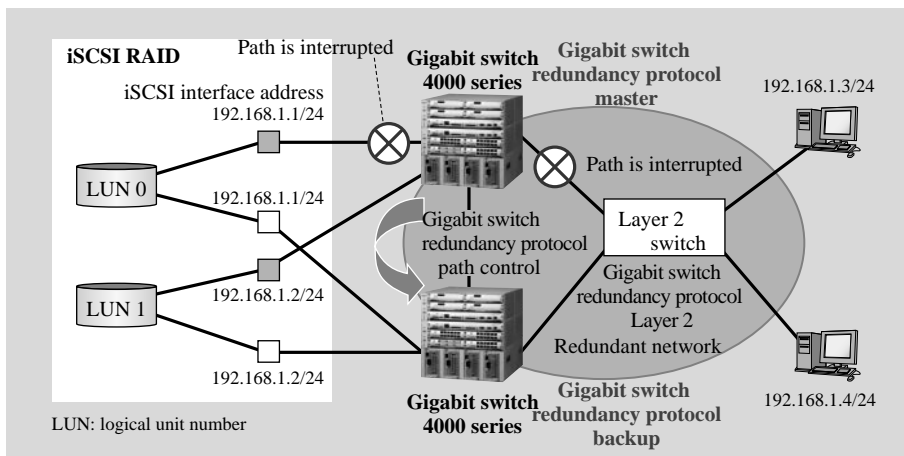 iSCSI RAID
Path is interrupted
Gigabit switch
4000 series
Gigabit switch
redundancy protocol
master
iSCSI interface address
192.168.1.1/24
192.168.1.3/24
LUN 0
192.168.1.1/24
Path is interrupted
Gigabit switch
redundancy protocol
path control
Layer 2
switch
LUN 1
192.168.1.2/24
Gigabit switch
redundancy protocol
Layer 2
Redundant network
192.168.1.2/24
Gigabit switch
4000 series
Gigabit switch
redundancy protocol
backup
192.168.1.4/24
LUN: logical unit number